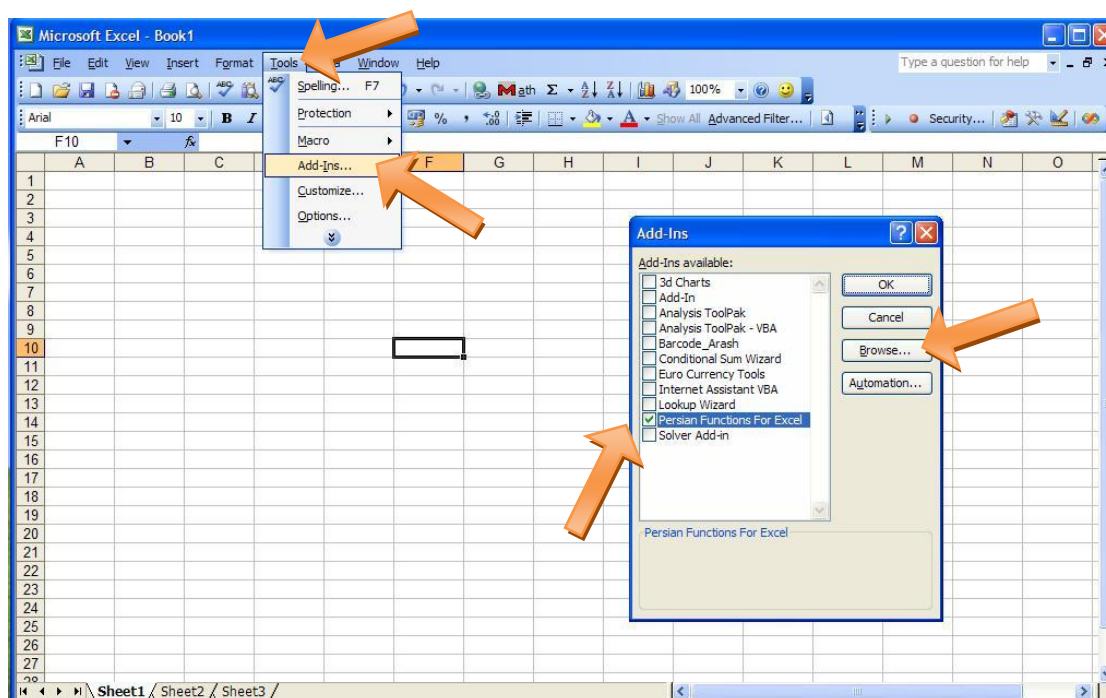 Microsoft Excel - Book1
File Edit View Insert Format Tools Window Help Type a question for help
Spelling... F7 Math 100%
Arial 10 B I Protection % Show All Advanced Filter... Security...
F10 fx Macro
A B C Add-Ins... F G H I J K L M N O
Customize...
Options...
1
2
3
4
5
6
7
8
9
10
11
12
13
14
15
16
17
18
19
20
21
22
23
24
25
26
27
28
Add-Ins
Add-Ins available:
3d Charts
Add-In
Analysis ToolPak
Analysis ToolPak - VBA
Barcode_Arash
Conditional Sum Wizard
Euro Currency Tools
Internet Assistant VBA
Lookup Wizard
Persian Functions For Excel
Solver Add-in
OK
Cancel
Browse...
Automation...
Persian Functions For Excel
Sheet1 Sheet2 Sheet3